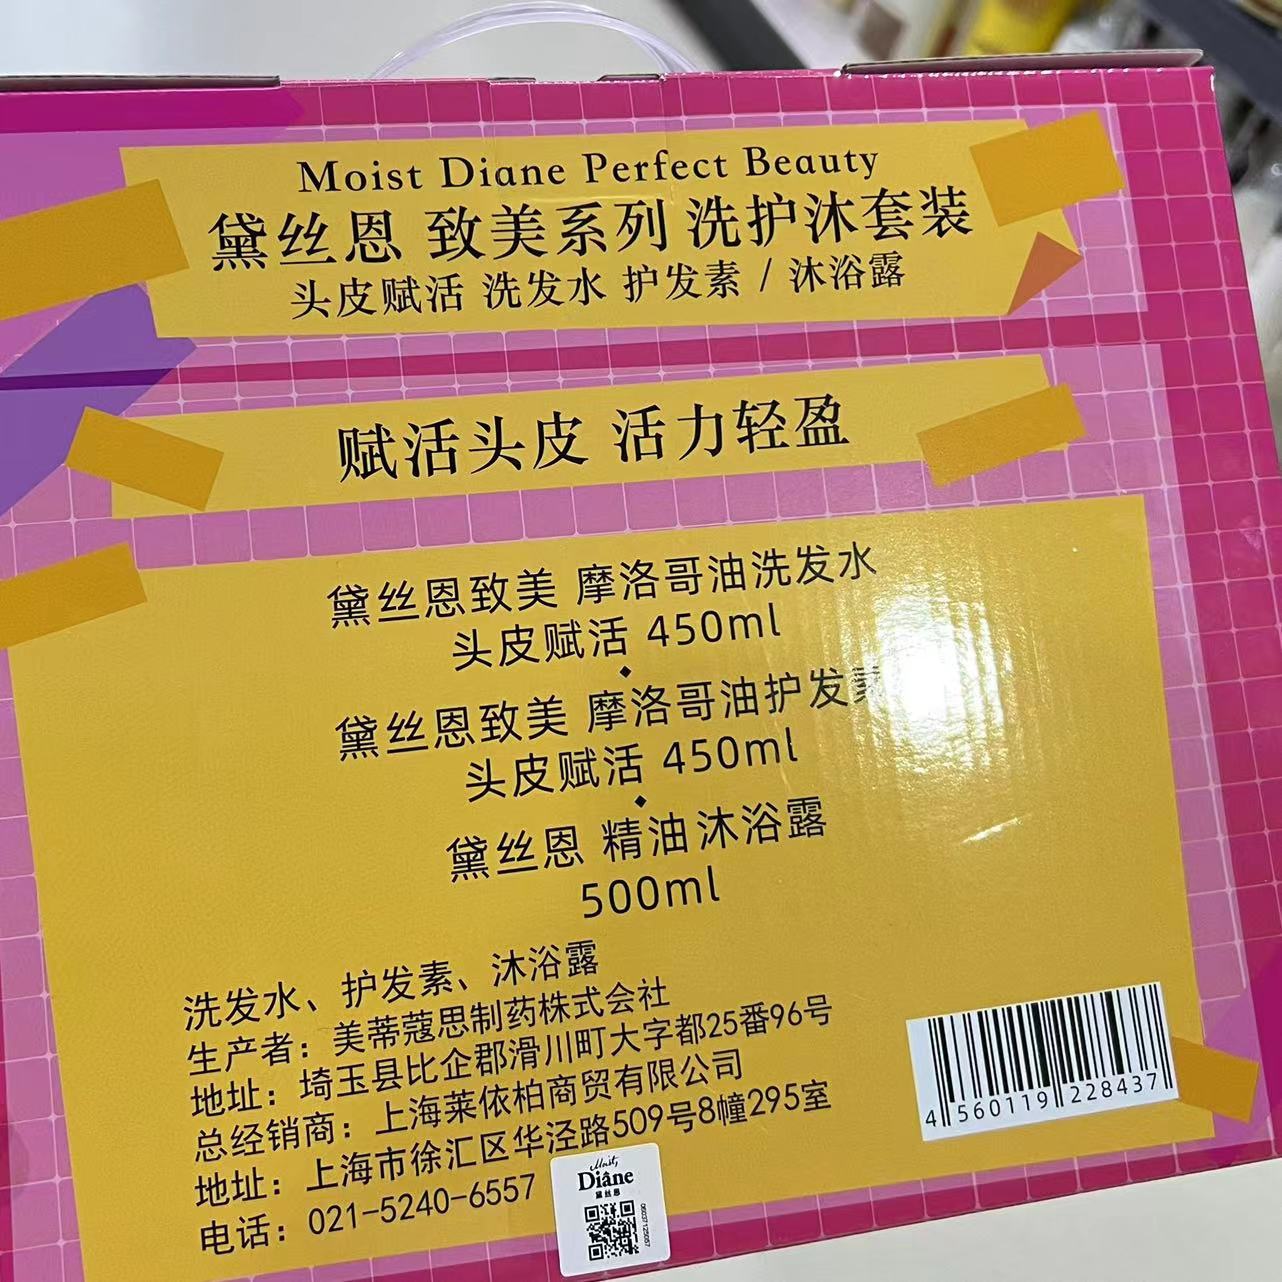 Moist Diane Perfect Beauty
黛丝恩 致美系列 洗护沐套装
头皮赋活 洗发水 护发素 / 沐浴露
赋活头皮 活力轻盈
黛丝恩致美 摩洛哥油洗发水
头皮赋活 450ml
黛丝恩致美 摩洛哥油护发素
头皮赋活 450ml
黛丝恩 精油沐浴露
500ml
洗发水、护发素、沐浴露
生产者：美蒂蔻思制药株式会社
地址：埼玉县比企郡滑川町大字都25番96号
总经销商：上海莱依柏商贸有限公司
地址：上海市徐汇区华泾路509号8幢295室
电话：021-5240-6557
4 560119 228437
Moist,
Diâne
黛丝恩